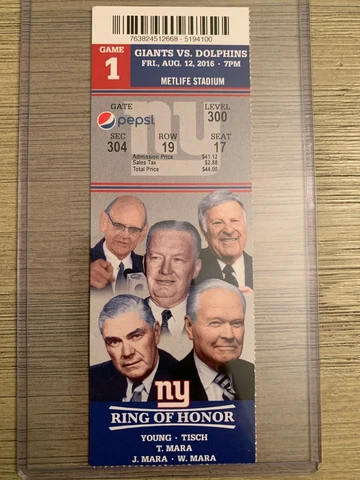 763824512668 - 5194100
GAME
1
GIANTS VS. DOLPHINS
FRI, AUG. 12, 2016 • 7PM
METLIFE STADIUM
ny
GATE
pepsi
LEVEL
300
SEC
304
ROW
19
SEAT
17
Admission Price $41.12
Sales Tax $2.88
Total Price $44.00
ny
RING OF HONOR
YOUNG • TISCH
T. MARA
J. MARA • W. MARA